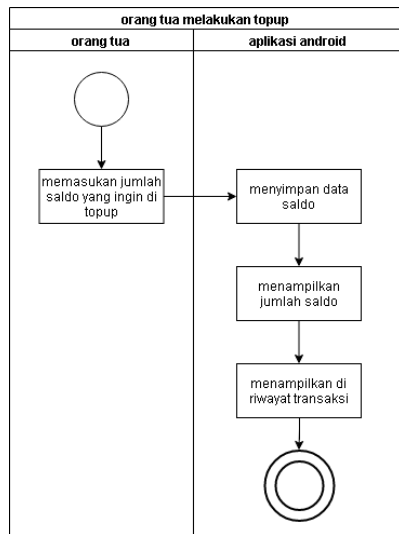 orang tua melakukan topup
orang tua
aplikasi android
memasukan jumlah
saldo yang ingin di
topup
menyimpan data
saldo
menampilkan
jumlah saldo
menampilkan di
riwayat transaksi